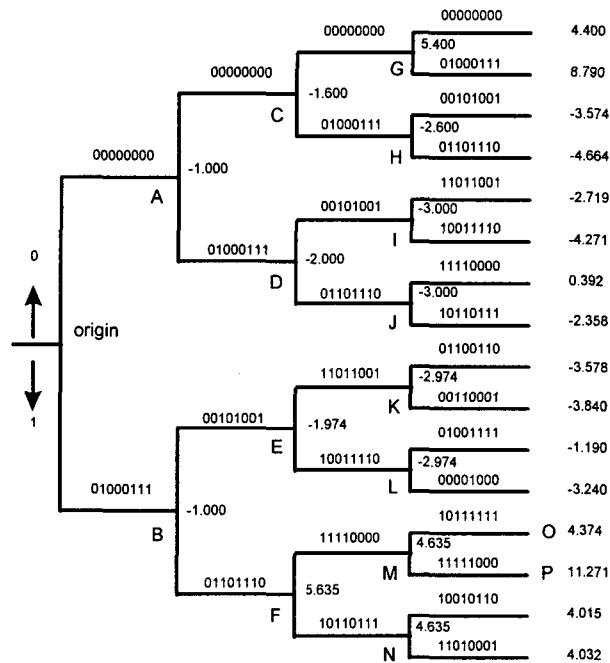 00000000
00000000 4.400
00000000 5.400
G 01000111 8.790
-1.600 00101001 -3.574
C 01000111 -2.600
00000000 H 01101110 -4.664
-1.000 11011001 -2.719
A 00101001 -3.000
I 10011110 -4.271
01000111 -2.000 11110000 0.392
D 01101110 -3.000
0 J 10110111 -2.358
origin
01100110 -3.578
11011001 -2.974
1 K 00110001 -3.840
00101001 -1.974 01001111 -1.190
E 10011110 -2.974
L 00001000 -3.240
01000111 -1.000 10111111 O 4.374
B 11110000 4.635
M 11111000 P 11.271
01101110 5.635 10010110 4.015
F 10110111 4.635
N 11010001 4.032